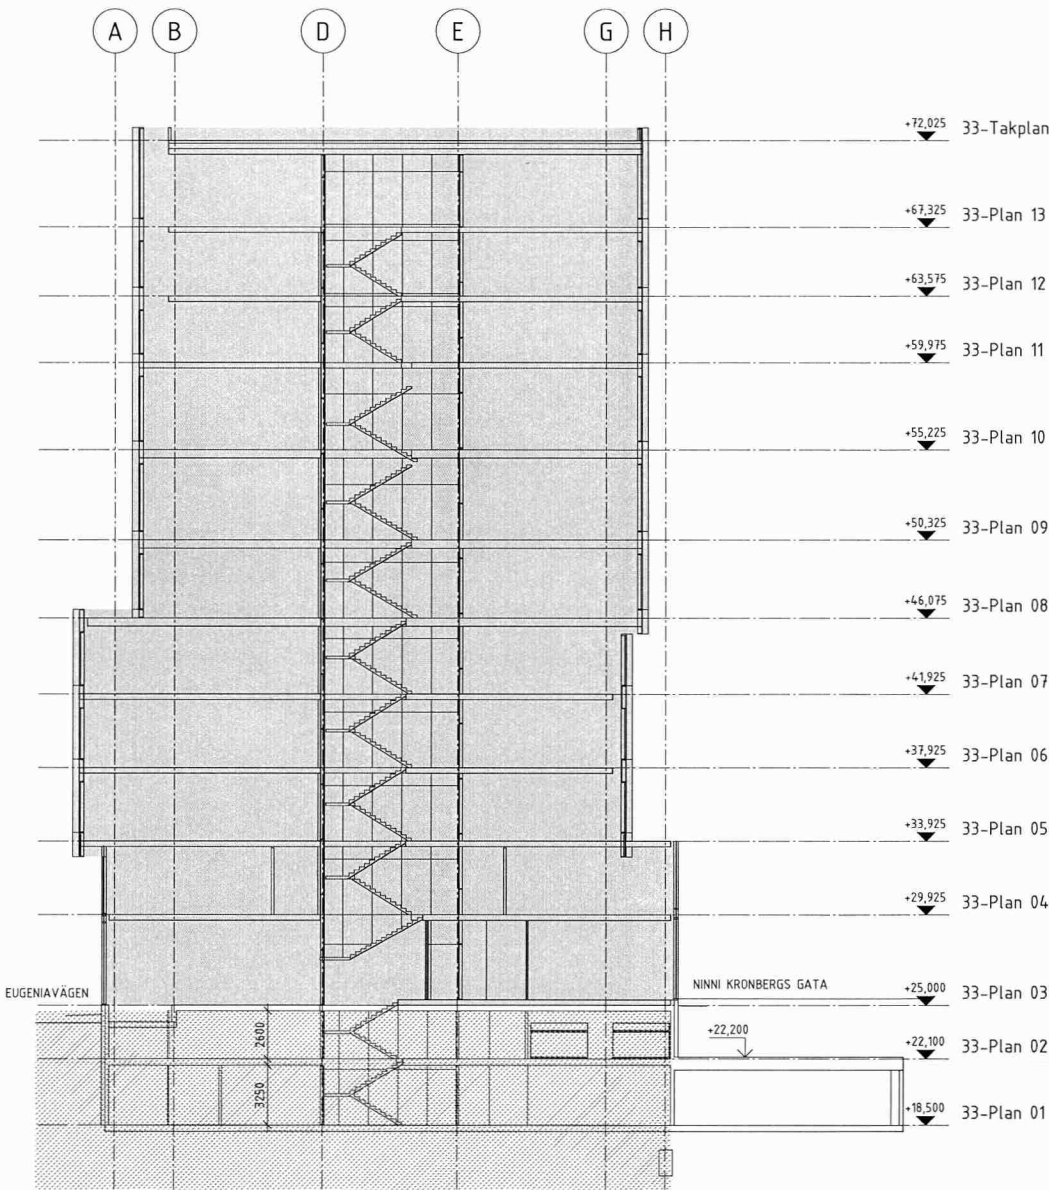 A B D E G H
+72,025 33-Takplan
+67,325 33-Plan 13
+63,575 33-Plan 12
+59,975 33-Plan 11
+55,225 33-Plan 10
+50,325 33-Plan 09
+46,075 33-Plan 08
+41,925 33-Plan 07
+37,925 33-Plan 06
+33,925 33-Plan 05
+29,925 33-Plan 04
EUGENIAVÄGEN NINNI KRONBERGS GATA +25,000 33-Plan 03
2600 +22,200 +22,100 33-Plan 02
3250 +18,500 33-Plan 01